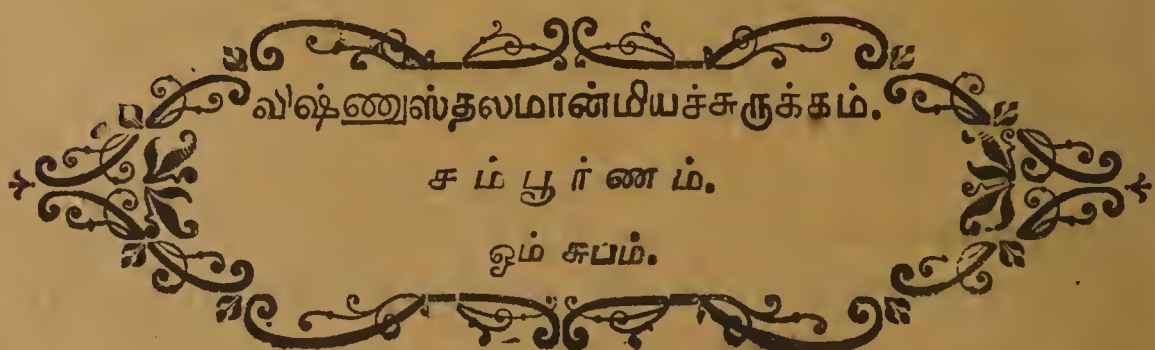 விஷ்ணுஸ்தலமான்மியச்சுருக்கம்.
சம்பூர்ணம்.
ஓம் சுபம்.